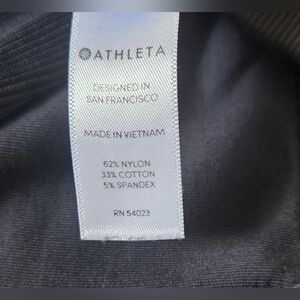 ATHLETA
DESIGNED IN
SAN FRANCISCO
MADE IN VIETNAM
62% NYLON
33% COTTON
5% SPANDEX
RN 54023